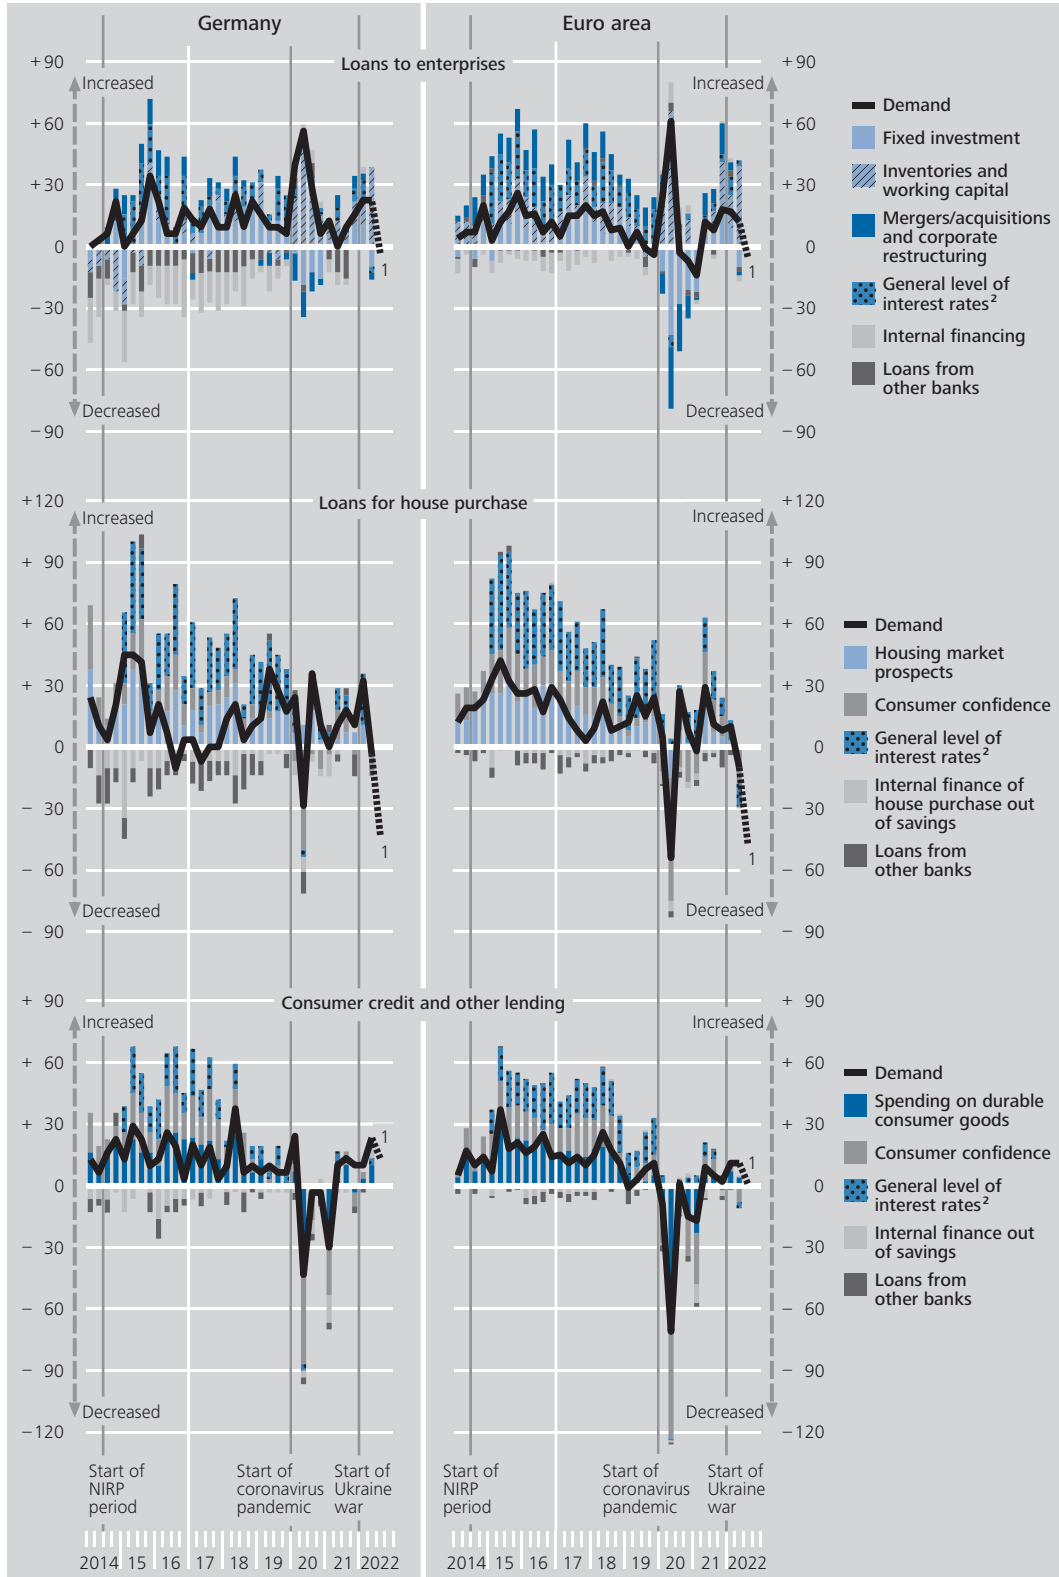 Germany
Euro area
Loans to enterprises
+ 90
+ 60
+ 30
0
− 30
− 60
− 90
Increased
Decreased
1
Increased
Decreased
1
+ 90
+ 60
+ 30
0
− 30
− 60
− 90
Demand
Fixed investment
Inventories and
working capital
Mergers/acquisitions
and corporate
restructuring
General level of
interest rates²
Internal financing
Loans from
other banks
Loans for house purchase
+ 120
+ 90
+ 60
+ 30
0
− 30
− 60
− 90
Increased
Decreased
1
Increased
Decreased
1
+ 120
+ 90
+ 60
+ 30
0
− 30
− 60
− 90
Demand
Housing market
prospects
Consumer confidence
General level of
interest rates²
Internal finance of
house purchase out
of savings
Loans from
other banks
Consumer credit and other lending
+ 90
+ 60
+ 30
0
− 30
− 60
− 90
− 120
Increased
Decreased
1
Increased
Decreased
1
+ 90
+ 60
+ 30
0
− 30
− 60
− 90
− 120
Demand
Spending on durable
consumer goods
Consumer confidence
General level of
interest rates²
Internal finance out
of savings
Loans from
other banks
Start of
NIRP
period
Start of
coronavirus
pandemic
Start of
Ukraine
war
Start of
NIRP
period
Start of
coronavirus
pandemic
Start of
Ukraine
war
2014 15 16 17 18 19 20 21 2022
2014 15 16 17 18 19 20 21 2022